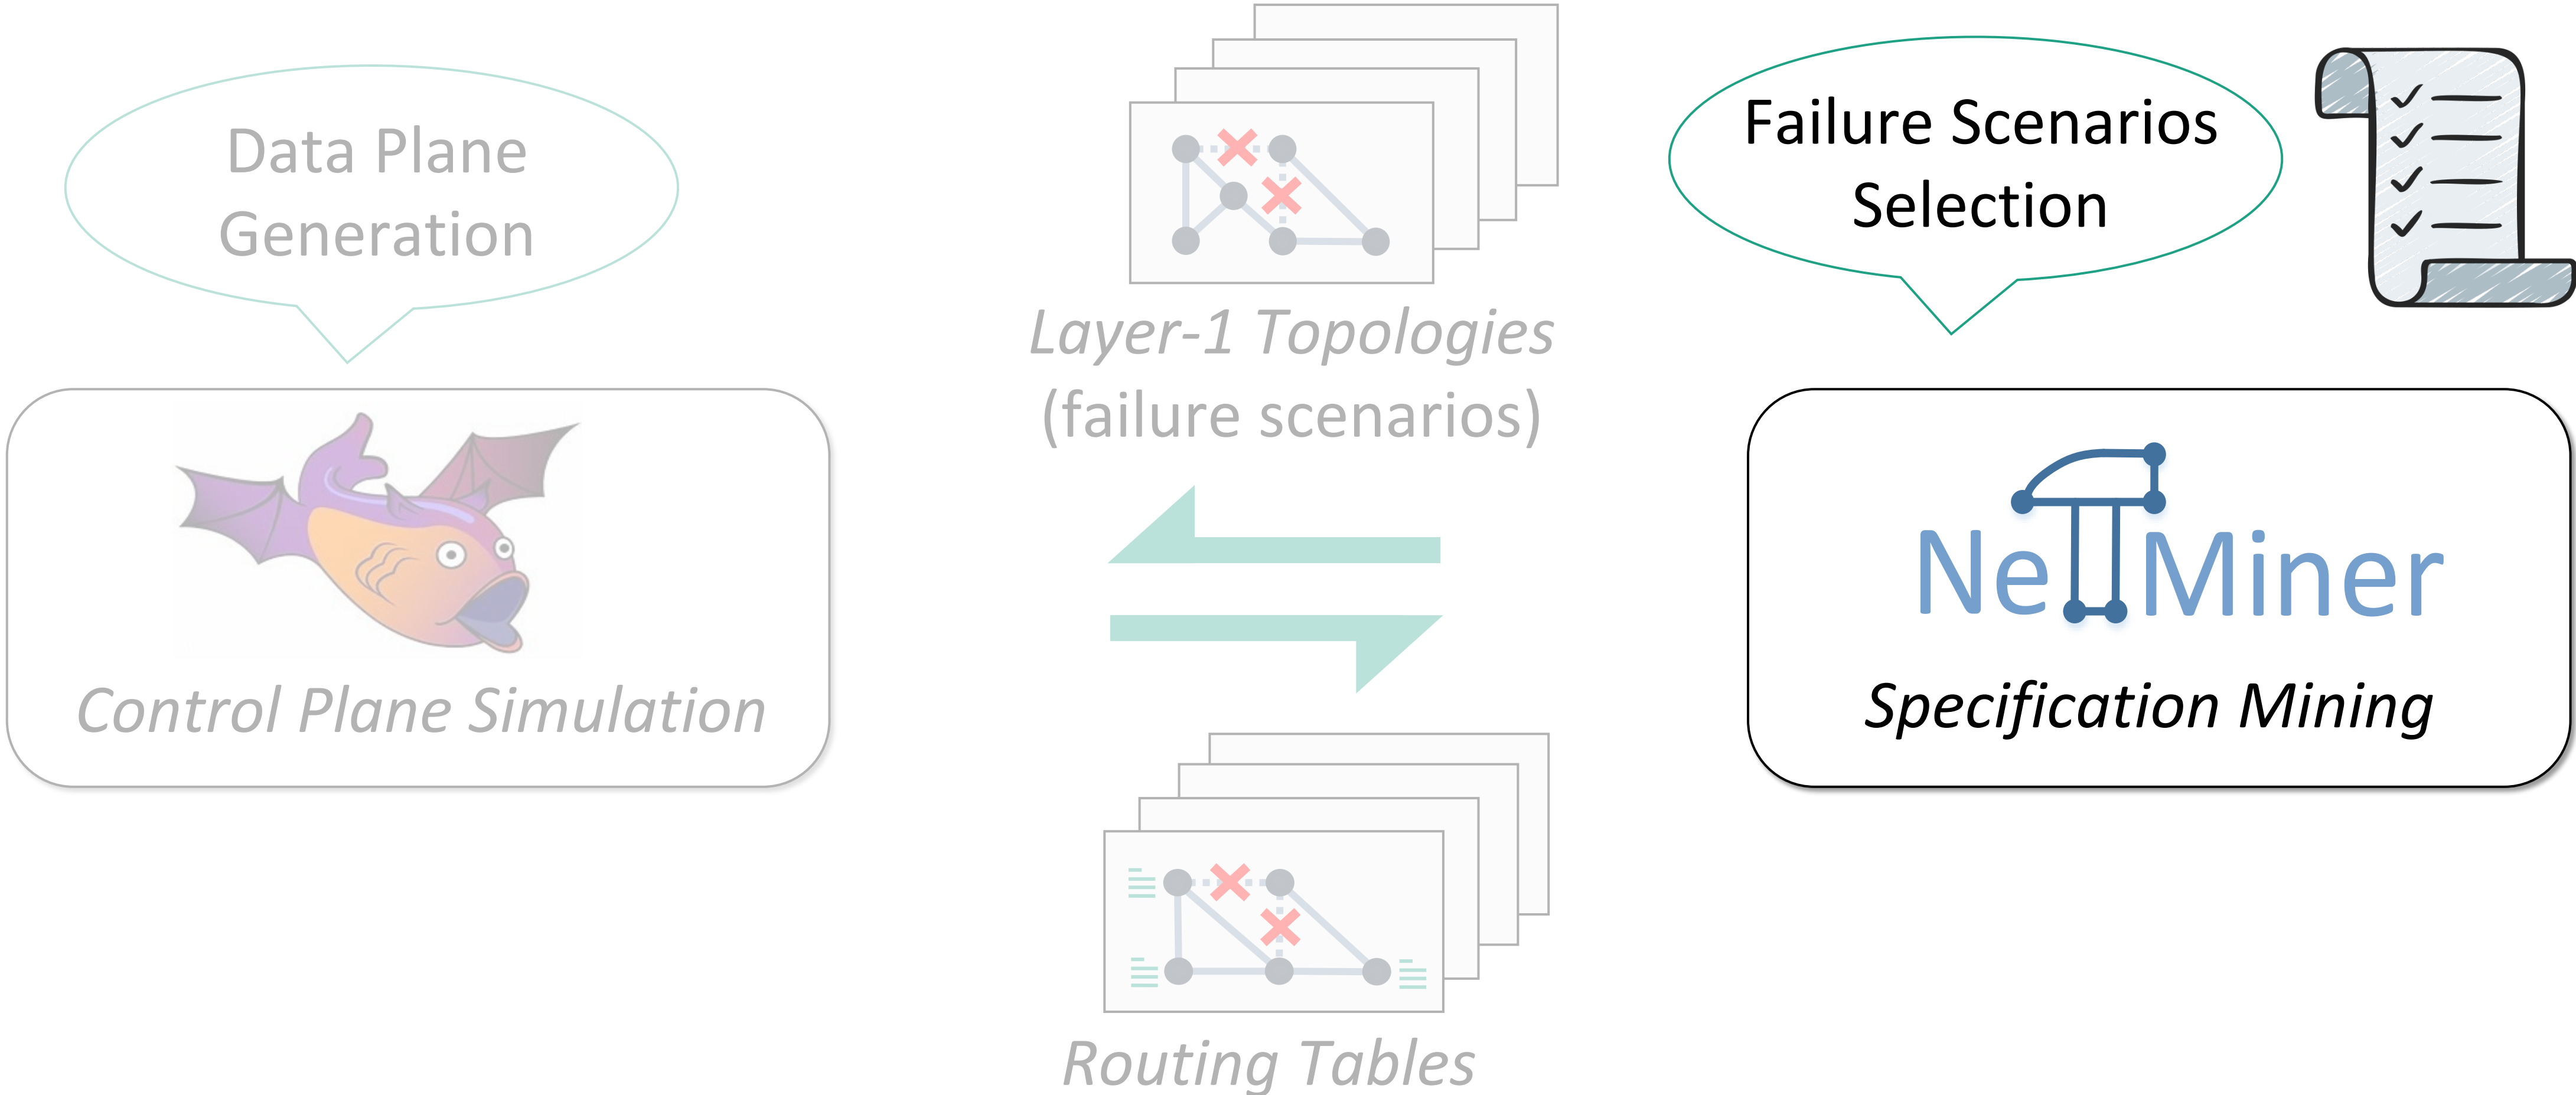 Data Plane
Generation
Control Plane Simulation
Layer-1 Topologies
(failure scenarios)
Routing Tables
Failure Scenarios
Selection
NeTMiner
Specification Mining